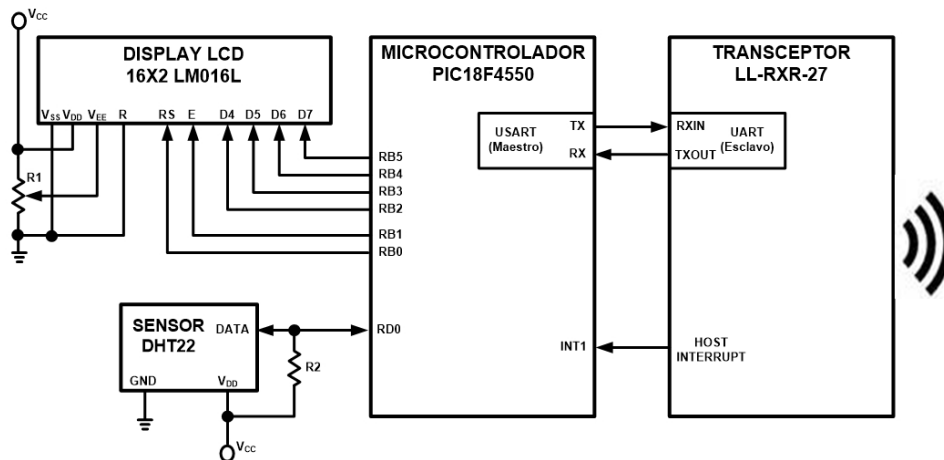 VCC
DISPLAY LCD
16X2 LM016L
VSS VDD VEE R RS E D4 D5 D6 D7
R1
MICROCONTROLADOR
PIC18F4550
USART
(Maestro)
TX
RX
RB5
RB4
RB3
RB2
RB1
RB0
RD0
INT1
TRANSCEPTOR
LL-RXR-27
RXIN
TXOUT
UART
(Esclavo)
HOST
INTERRUPT
SENSOR
DHT22
DATA
GND
VDD
R2
VCC